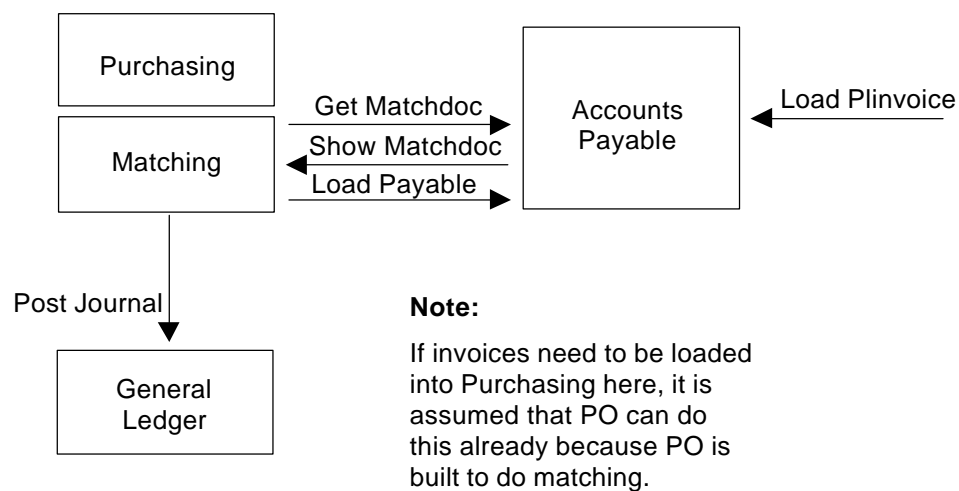 Purchasing
Matching
Get Matchdoc
Show Matchdoc
Load Payable
Accounts
Payable
Load Plinvoice
Post Journal
General
Ledger
Note:
If invoices need to be loaded
into Purchasing here, it is
assumed that PO can do
this already because PO is
built to do matching.